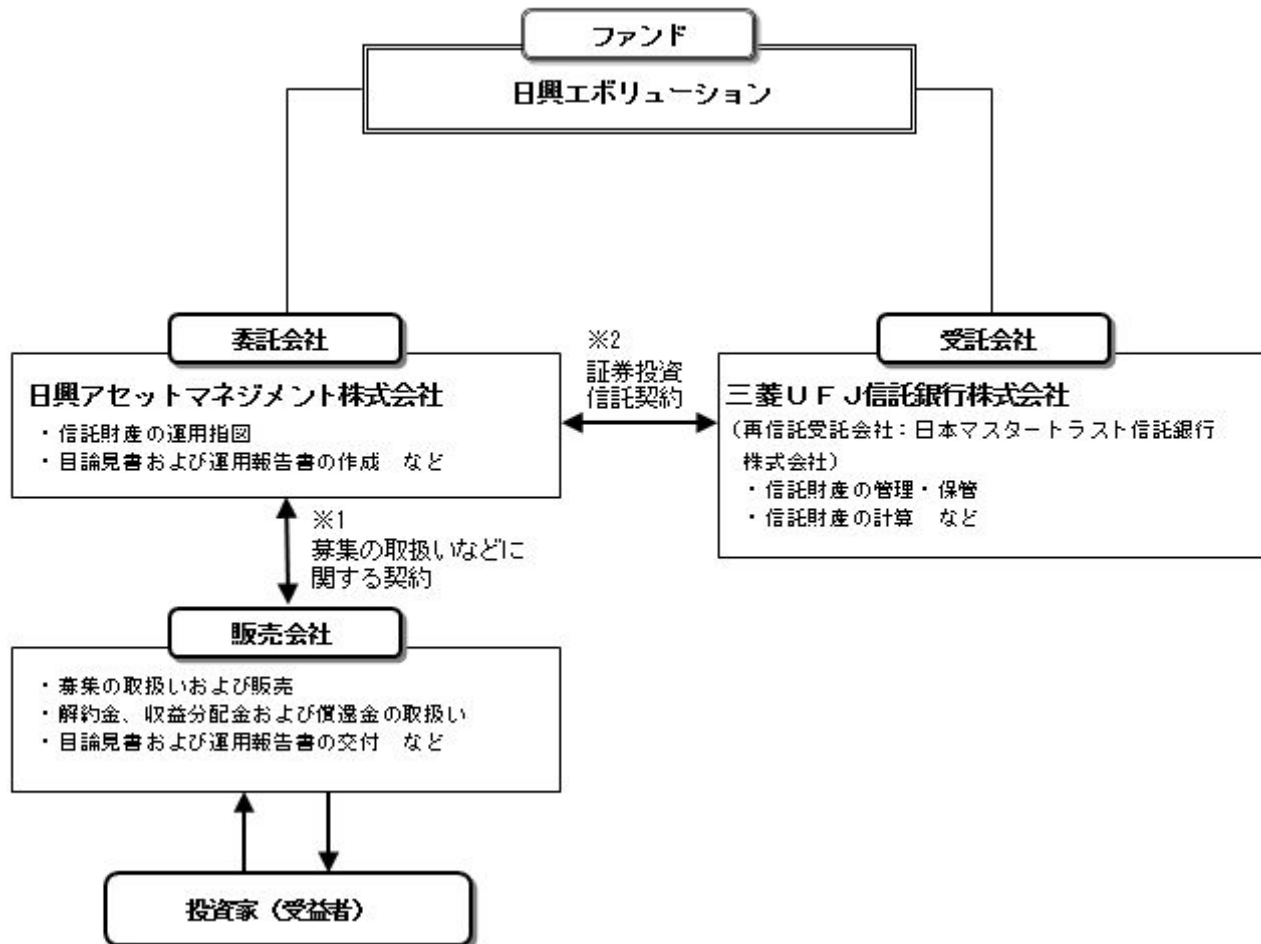 ファンド
日興エボリューション
委託会社
日興アセットマネジメント株式会社
・信託財産の運用指図
・目論見書および運用報告書の作成　など
※2
証券投資
信託契約
受託会社
三菱ＵＦＪ信託銀行株式会社
（再信託受託会社：日本マスタートラスト信託銀行
株式会社）
・信託財産の管理・保管
・信託財産の計算　など
※1
募集の取扱いなどに
関する契約
販売会社
・募集の取扱いおよび販売
・解約金、収益分配金および償還金の取扱い
・目論見書および運用報告書の交付　など
投資家（受益者）